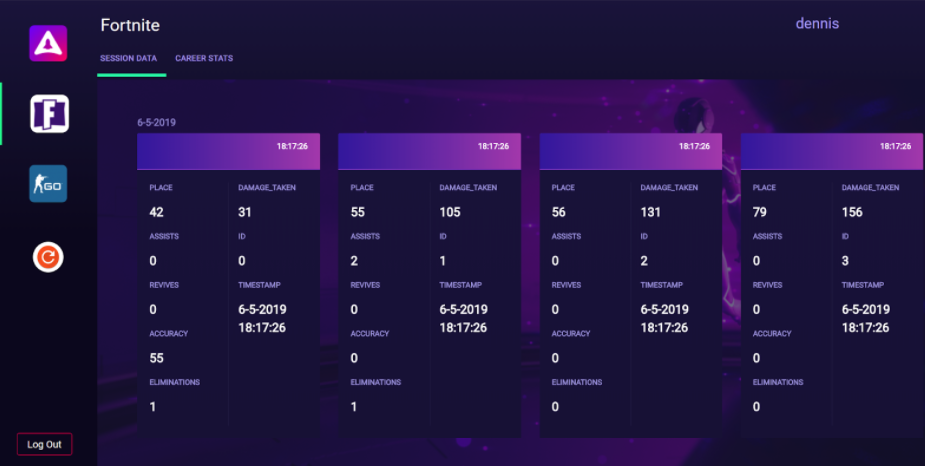 Fortnite
dennis
SESSION DATA CAREER STATS
F
GO
Log Out
6-5-2019
18:17:26
PLACE DAMAGE_TAKEN
42 31
ASSISTS ID
0 0
REVIVES TIMESTAMP
0 6-5-2019
18:17:26
ACCURACY
55
ELIMINATIONS
1
18:17:26
PLACE DAMAGE_TAKEN
55 105
ASSISTS ID
2 1
REVIVES TIMESTAMP
0 6-5-2019
18:17:26
ACCURACY
0
ELIMINATIONS
1
18:17:26
PLACE DAMAGE_TAKEN
56 131
ASSISTS ID
0 2
REVIVES TIMESTAMP
0 6-5-2019
18:17:26
ACCURACY
0
ELIMINATIONS
0
18:17:26
PLACE DAMAGE_TAKEN
79 156
ASSISTS ID
0 3
REVIVES TIMESTAMP
0 6-5-2019
18:17:26
ACCURACY
0
ELIMINATIONS
0